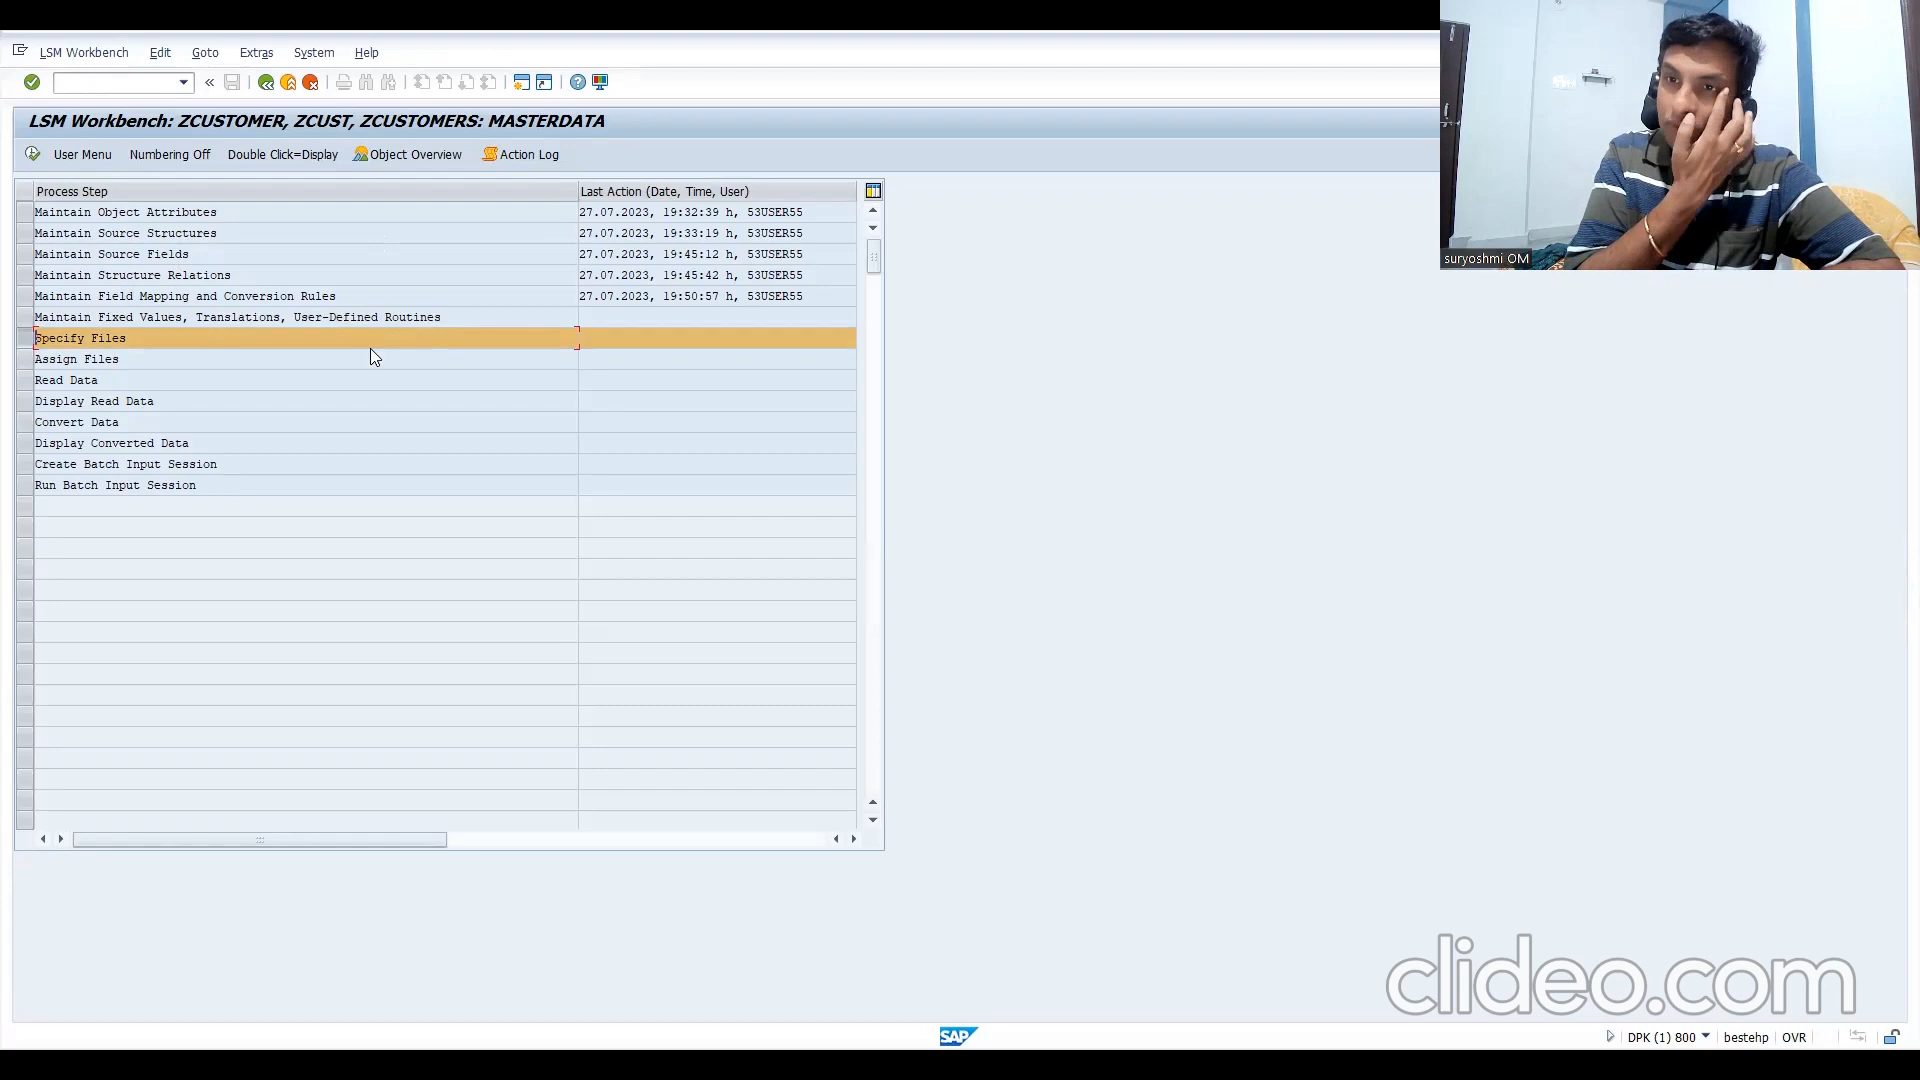 LSM Workbench Edit Goto Extras System Help
LSM Workbench: ZCUSTOMER, ZCUST, ZCUSTOMERS: MASTERDATA
User Menu Numbering Off Double Click=Display Object Overview Action Log
Process Step Last Action (Date, Time, User)
Maintain Object Attributes 27.07.2023, 19:32:39 h, 53USER55
Maintain Source Structures 27.07.2023, 19:33:19 h, 53USER55
Maintain Source Fields 27.07.2023, 19:45:12 h, 53USER55
Maintain Structure Relations 27.07.2023, 19:45:42 h, 53USER55
Maintain Field Mapping and Conversion Rules 27.07.2023, 19:50:57 h, 53USER55
Maintain Fixed Values, Translations, User-Defined Routines
Specify Files
Assign Files
Read Data
Display Read Data
Convert Data
Display Converted Data
Create Batch Input Session
Run Batch Input Session
suryoshmi OM
clideo.com
SAP
DPK (1) 800 bestehp OVR